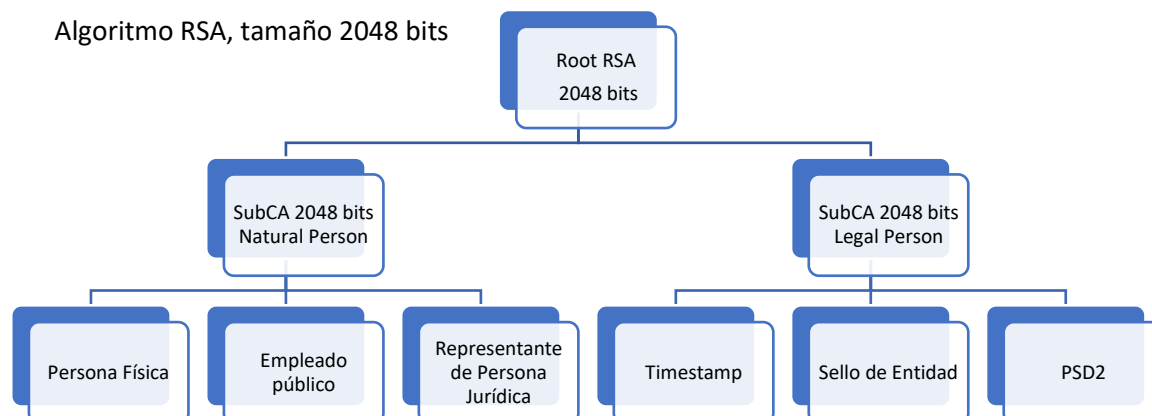 Algoritmo RSA, tamaño 2048 bits
Root RSA
2048 bits
SubCA 2048 bits
Natural Person
SubCA 2048 bits
Legal Person
Persona Física
Empleado
público
Representante
de Persona
Jurídica
Timestamp
Sello de Entidad
PSD2